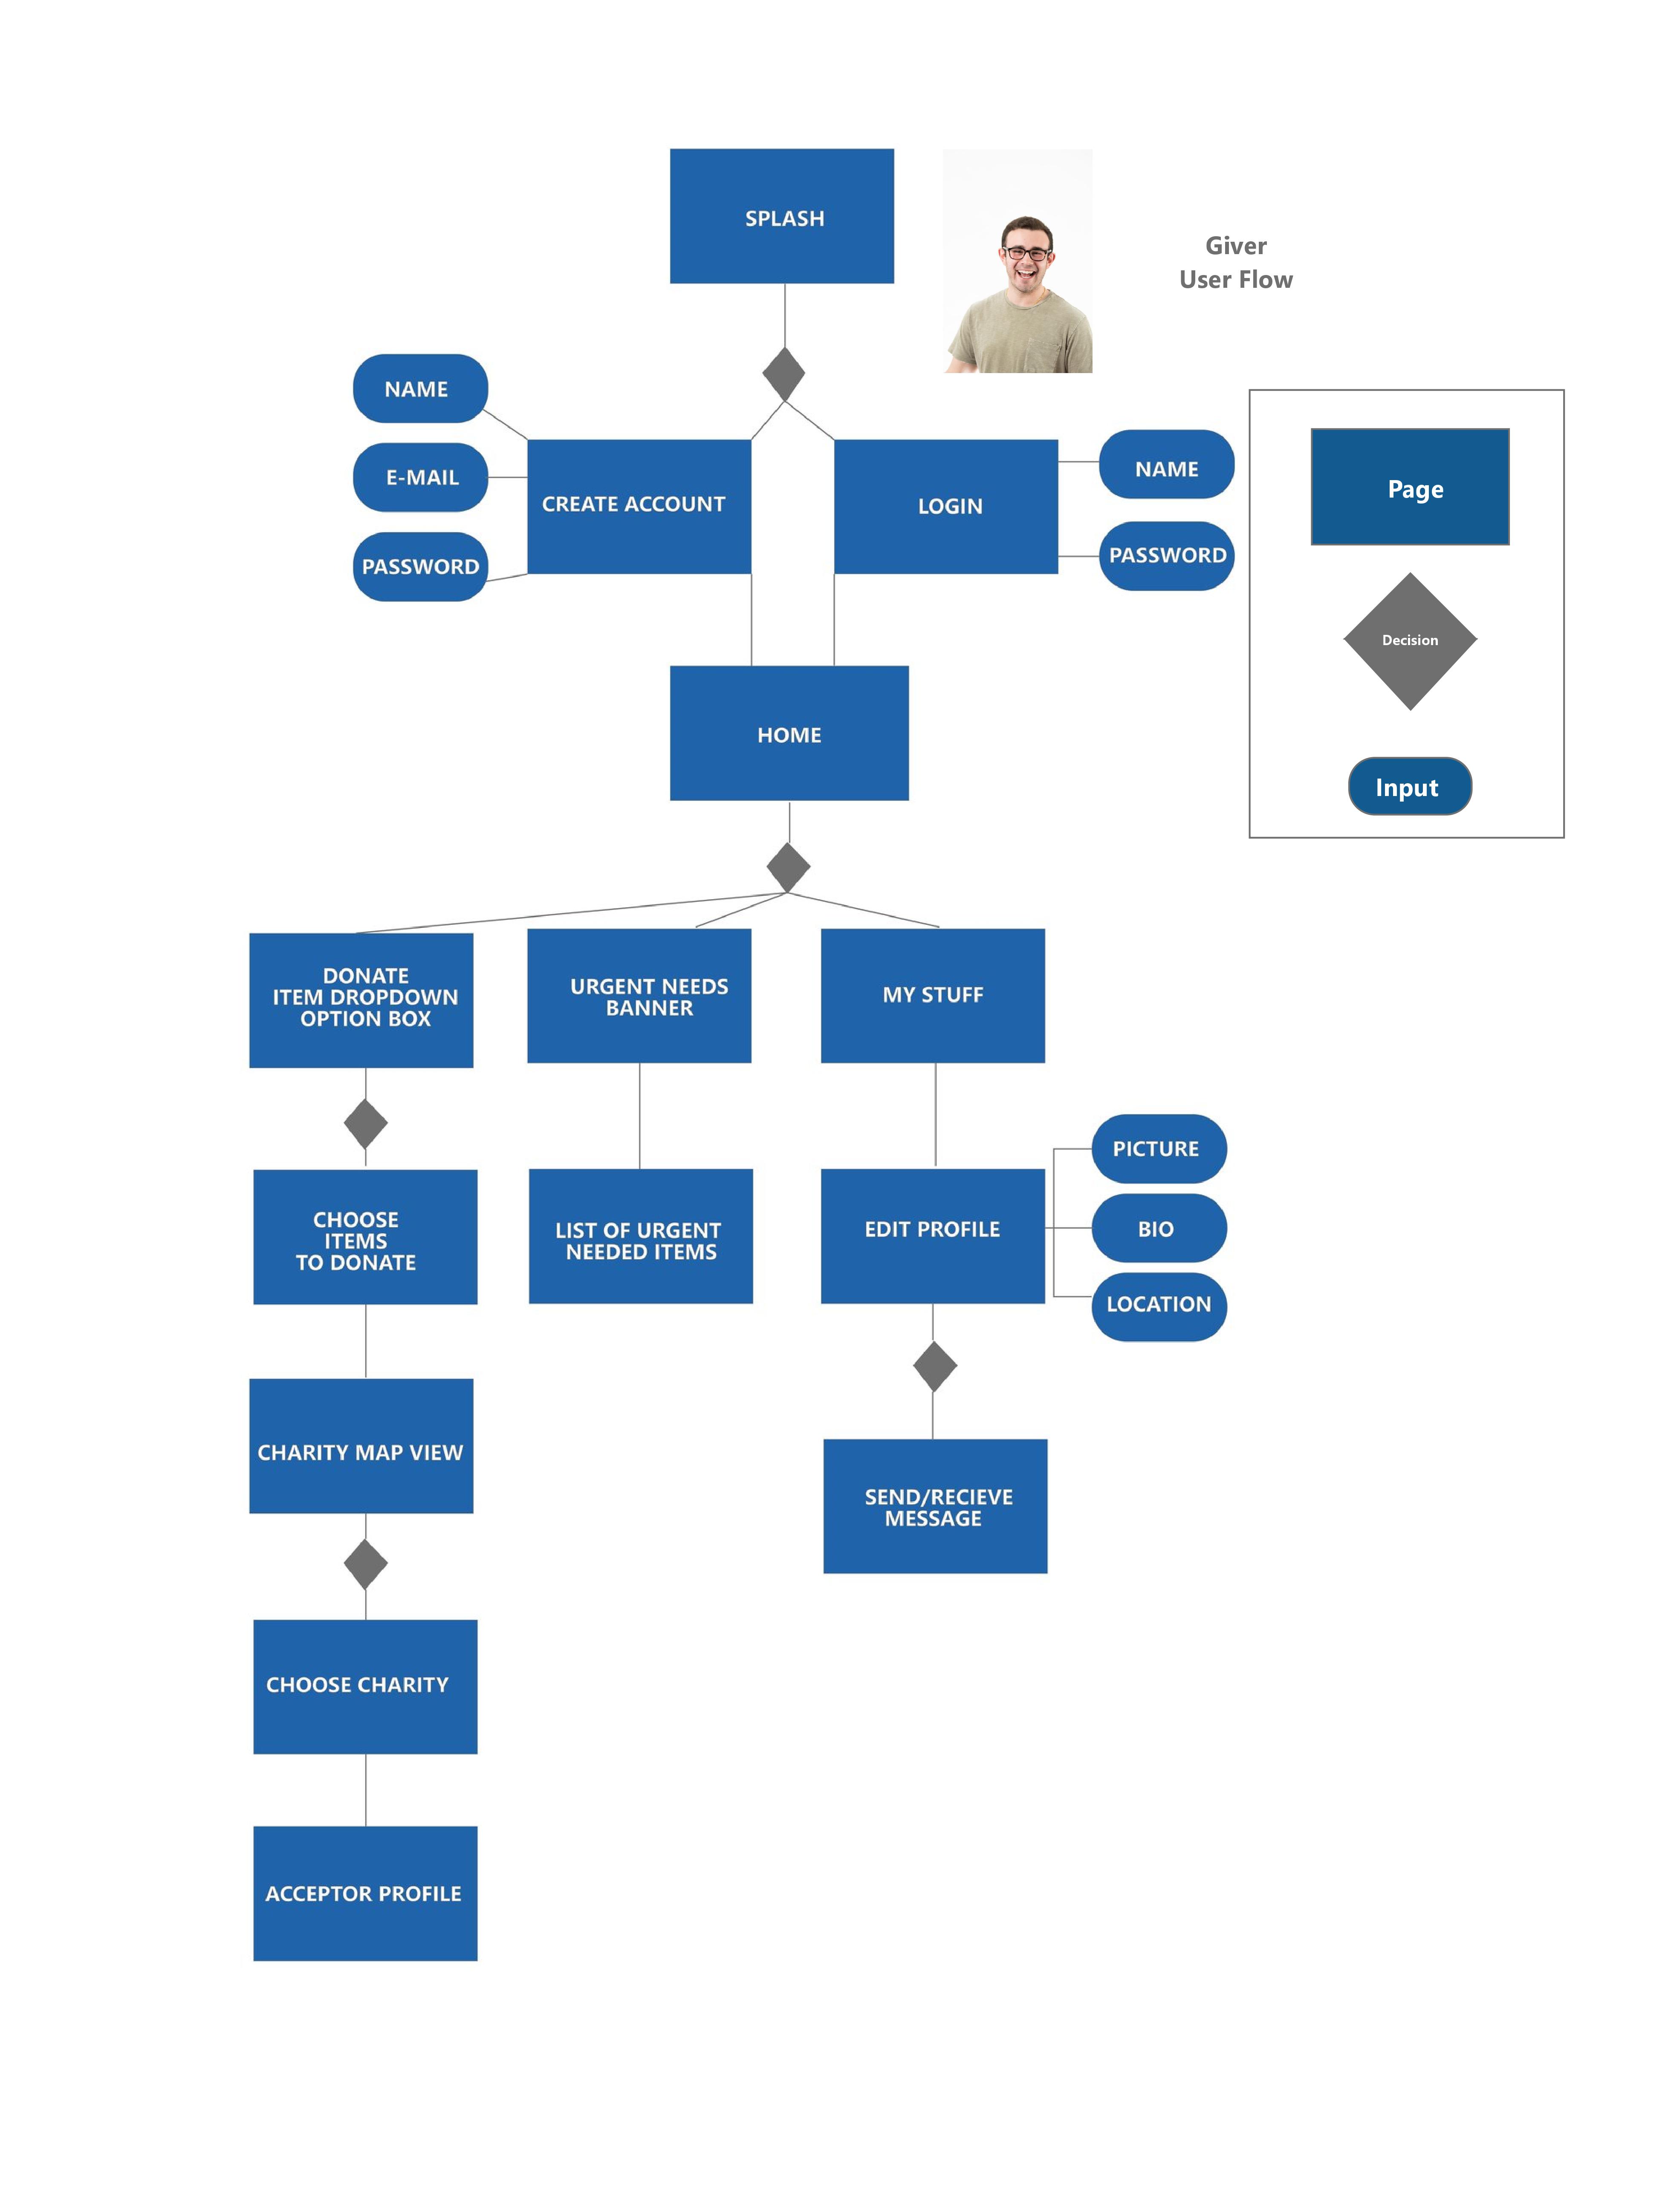 SPLASH
Giver
User Flow
NAME
E-MAIL
PASSWORD
CREATE ACCOUNT
LOGIN
NAME
PASSWORD
Page
Decision
Input
HOME
DONATE
ITEM DROPDOWN
OPTION BOX
URGENT NEEDS
BANNER
MY STUFF
CHOOSE
ITEMS
TO DONATE
LIST OF URGENT
NEEDED ITEMS
EDIT PROFILE
PICTURE
BIO
LOCATION
CHARITY MAP VIEW
SEND/RECIEVE
MESSAGE
CHOOSE CHARITY
ACCEPTOR PROFILE